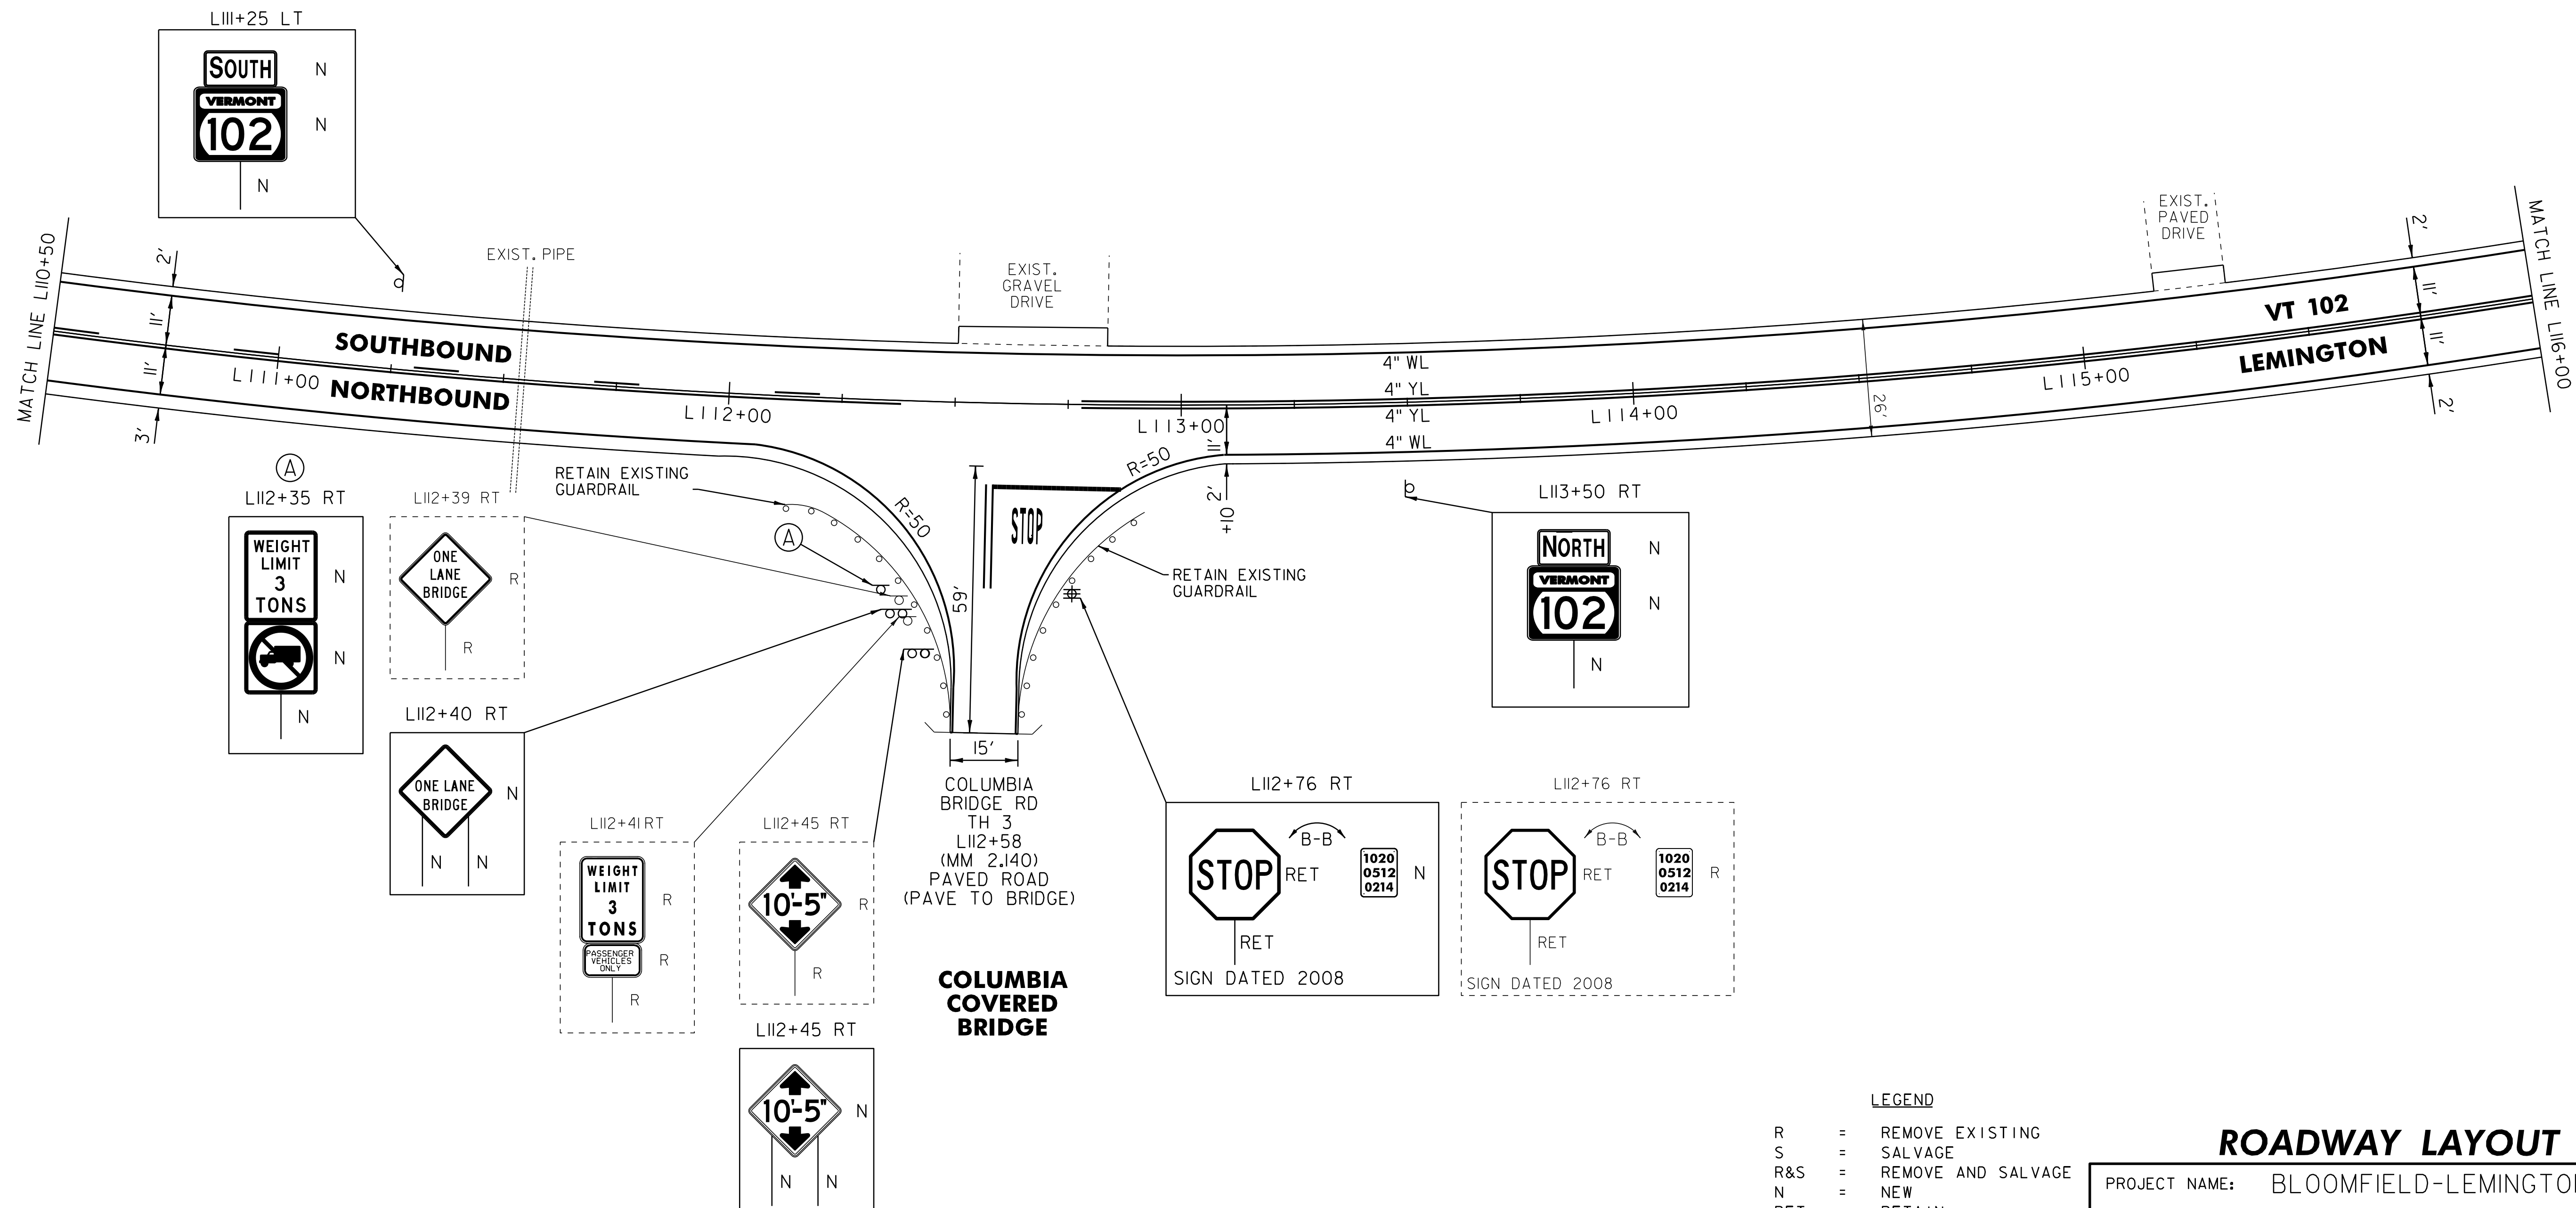 L111+25 LT
SOUTH N
VERMONT
102 N
N
MATCH LINE L110+50
2'
11'
11'
3'
EXIST. PIPE
SOUTHBOUND
NORTHBOUND
L111+00
L112+00
L113+00
L114+00
L115+00
EXIST.
GRAVEL
DRIVE
4" WL
4" YL
4" YL
4" WL
26'
EXIST.
PAVED
DRIVE
VT 102
LEMINGTON
2'
11'
11'
2'
MATCH LINE L116+00
A
L112+35 RT
WEIGHT
LIMIT
3
TONS
N
N
N
L112+39 RT
ONE
LANE
BRIDGE
R
R
RETAIN EXISTING
GUARDRAIL
A
R=50
STOP
59'
R=50
11'
2'
+10
RETAIN EXISTING
GUARDRAIL
L113+50 RT
NORTH N
VERMONT
102 N
N
L112+40 RT
ONE LANE
BRIDGE
N
N N
L112+41 RT
WEIGHT
LIMIT
3
TONS
R
PASSENGER
VEHICLES
ONLY
R
R
L112+45 RT
10'-5"
R
R
L112+45 RT
10'-5"
N
N N
15'
COLUMBIA
BRIDGE RD
TH 3
L112+58
(MM 2.140)
PAVED ROAD
(PAVE TO BRIDGE)
COLUMBIA
COVERED
BRIDGE
L112+76 RT
STOP
RET
B-B
1020
0512
0214
N
RET
SIGN DATED 2008
L112+76 RT
STOP
RET
B-B
1020
0512
0214
R
RET
SIGN DATED 2008
LEGEND
R = REMOVE EXISTING
S = SALVAGE
R&S = REMOVE AND SALVAGE
N = NEW
RET = RETAIN
ROADWAY LAYOUT
PROJECT NAME: BLOOMFIELD-LEMINGTO